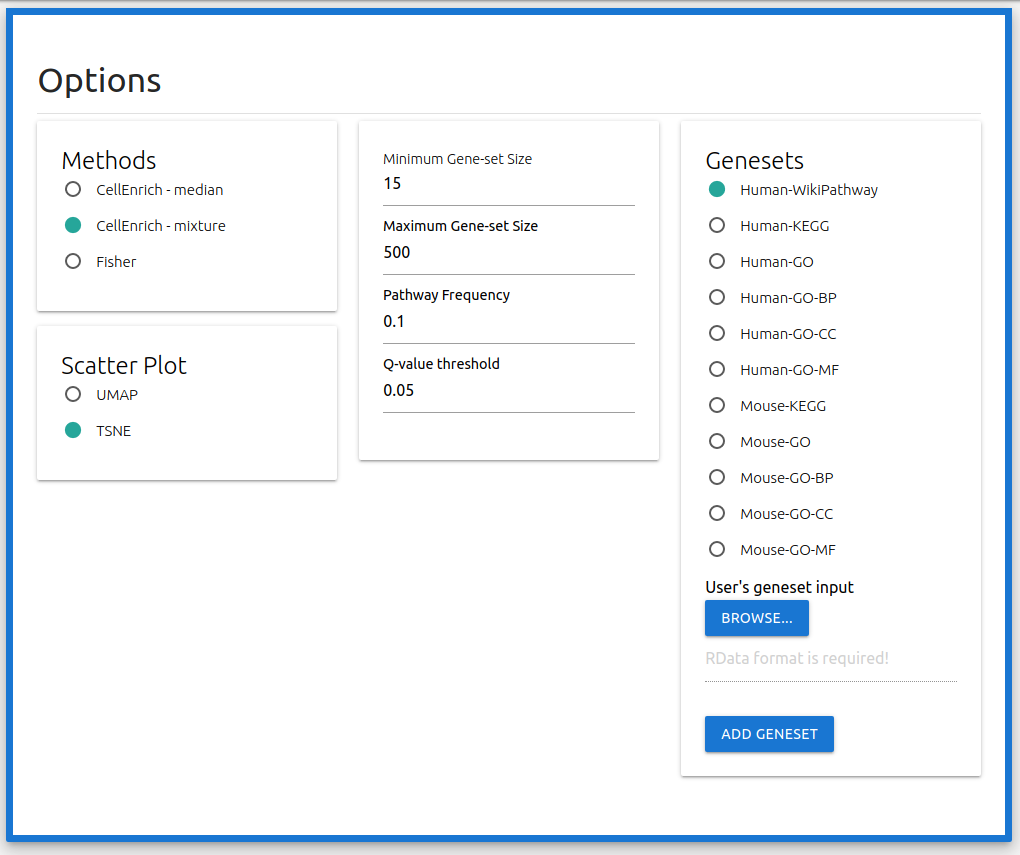 Options
Methods
CellEnrich - median
CellEnrich - mixture
Fisher
Scatter Plot
UMAP
TSNE
Minimum Gene-set Size
15
Maximum Gene-set Size
500
Pathway Frequency
0.1
Q-value threshold
0.05
Genesets
Human-WikiPathway
Human-KEGG
Human-GO
Human-GO-BP
Human-GO-CC
Human-GO-MF
Mouse-KEGG
Mouse-GO
Mouse-GO-BP
Mouse-GO-CC
Mouse-GO-MF
User's geneset input
BROWSE...
RData format is required!
ADD GENESET